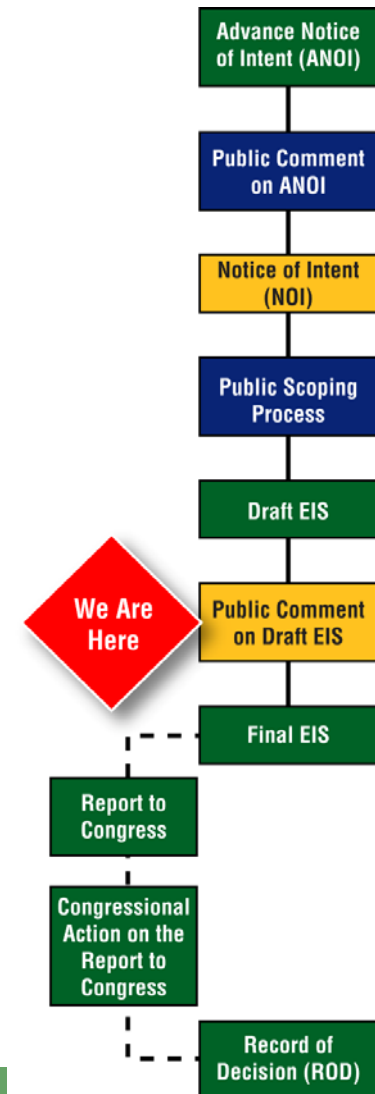 Advance Notice
of Intent (ANOI)
Public Comment
on ANOI
Notice of Intent
(NOI)
Public Scoping
Process
Draft EIS
We Are
Here
Public Comment
on Draft EIS
Final EIS
Report to
Congress
Congressional
Action on the
Report to
Congress
Record of
Decision (ROD)